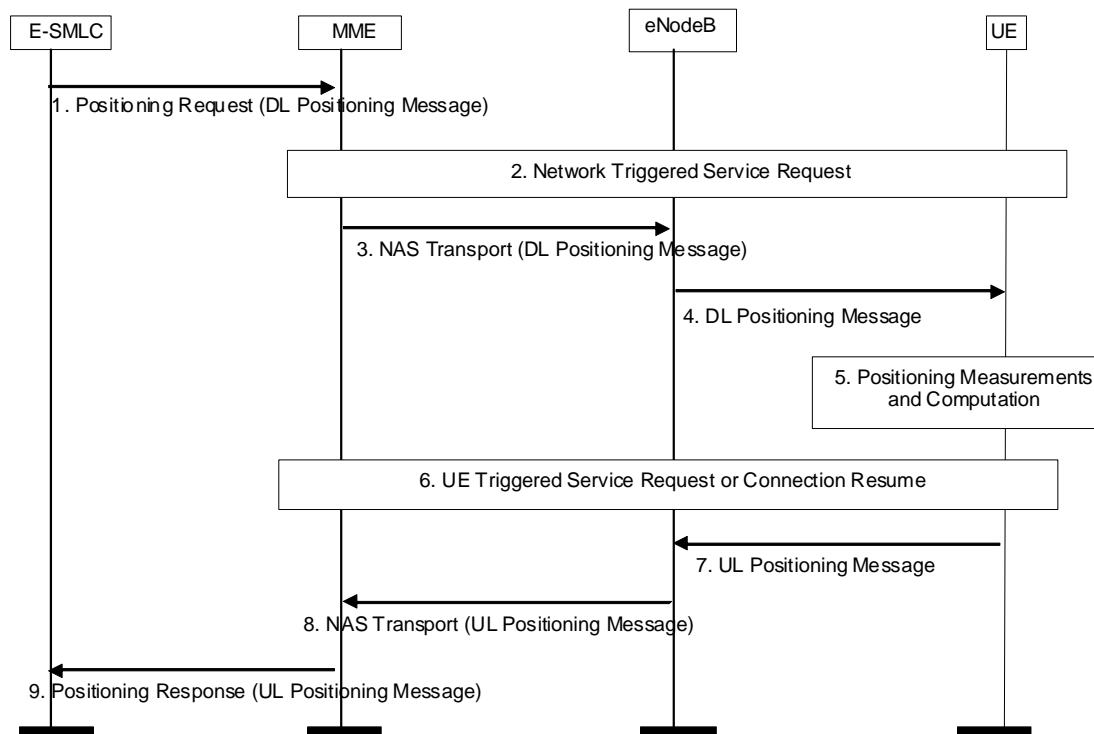 E-SMLC
MME
eNodeB
UE
1. Positioning Request (DL Positioning Message)
2. Network Triggered Service Request
3. NAS Transport (DL Positioning Message)
4. DL Positioning Message
5. Positioning Measurements
and Computation
6. UE Triggered Service Request or Connection Resume
7. UL Positioning Message
8. NAS Transport (UL Positioning Message)
9. Positioning Response (UL Positioning Message)